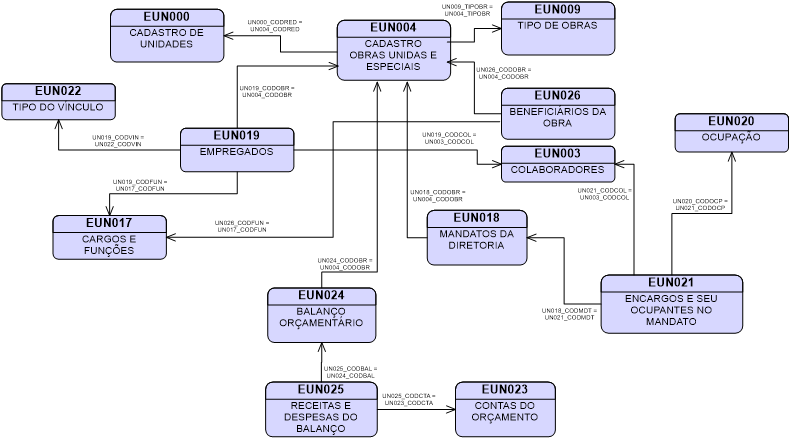 EUN000
CADASTRO DE
UNIDADES
UN000_CODRED =
UN004_CODRED
EUN004
CADASTRO
OBRAS UNIDAS E
ESPECIAIS
UN009_TIPOBR =
UN004_TIPOBR
EUN009
TIPO DE OBRAS
EUN022
TIPO DO VÍNCULO
UN019_CODOBR =
UN004_CODOBR
UN026_CODOBR =
UN004_CODOBR
EUN026
BENEFICIÁRIOS DA
OBRA
UN019_CODVIN =
UN022_CODVIN
EUN019
EMPREGADOS
UN019_CODCOL =
UN003_CODCOL
EUN003
COLABORADORES
EUN020
OCUPAÇÃO
UN019_CODFUN =
UN017_CODFUN
UN018_CODOBR =
UN004_CODOBR
UN021_CODCOL =
UN003_CODCOL
UN020_CODOCP =
UN021_CODOCP
EUN017
CARGOS E
FUNÇÕES
UN026_CODFUN =
UN017_CODFUN
EUN018
MANDATOS DA
DIRETORIA
UN024_CODOBR =
UN004_CODOBR
EUN024
BALANÇO
ORÇAMENTÁRIO
UN018_CODMDT =
UN021_CODMDT
EUN021
ENCARGOS E SEU
OCUPANTES NO
MANDATO
UN025_CODBAL =
UN024_CODBAL
EUN025
RECEITAS E
DESPESAS DO
BALANÇO
UN025_CODCTA =
UN023_CODCTA
EUN023
CONTAS DO
ORÇAMENTO